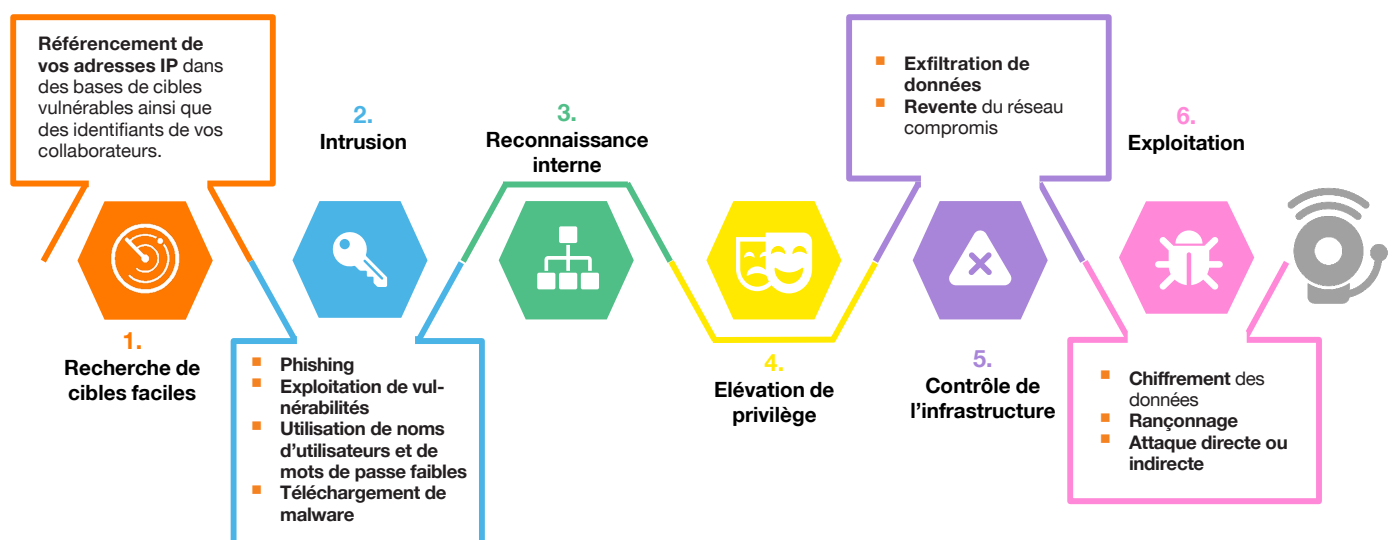 Référencement de
vos adresses IP dans
des bases de cibles
vulnérables ainsi que
des identifiants de vos
collaborateurs.
1.
Recherche de
cibles faciles
2.
Intrusion
Phishing
Exploitation de vul-
nérabilités
Utilisation de noms
d’utilisateurs et de
mots de passe faibles
Téléchargement de
malware
3.
Reconnaissance
interne
4.
Elévation de
privilège
Exfiltration de
données
Revente du réseau
compromis
5.
Contrôle de
l’infrastructure
6.
Exploitation
Chiffrement des
données
Rançonnage
Attaque directe ou
indirecte